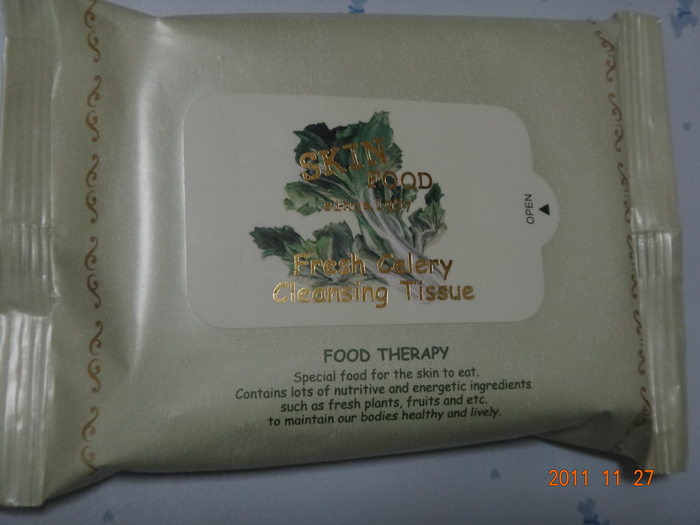 SKIN
FOOD
since 1957
OPEN
Fresh Celery
Cleansing Tissue
FOOD THERAPY
Special food for the skin to eat.
Contains lots of nutritive and energetic ingredients
such as fresh plants, fruits and etc.
to maintain our bodies healthy and lively.
2011 11 27